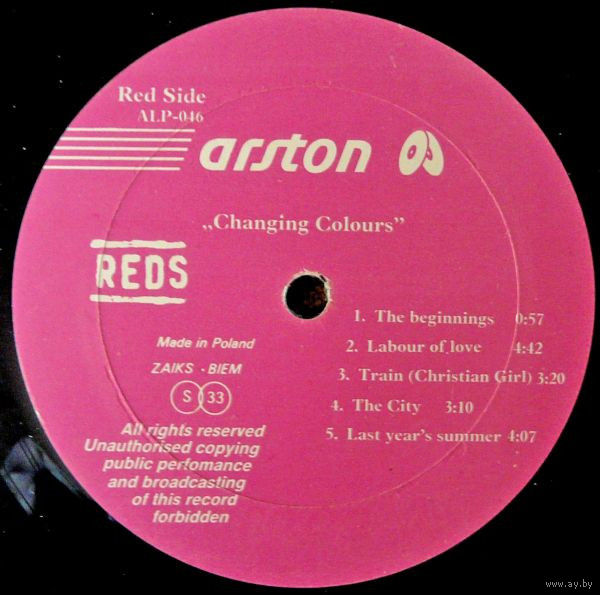 Red Side
ALP-046
arston
„Changing Colours”
REDS
1. The beginnings 0:57
2. Labour of love 4:42
3. Train (Christian Girl) 3:20
4. The City 3:10
5. Last year's summer 4:07
Made in Poland
ZAIKS · BIEM
S 33
All rights reserved
Unauthorised copying
public perfomance
and broadcasting
of this record
forbidden
www.ay.by